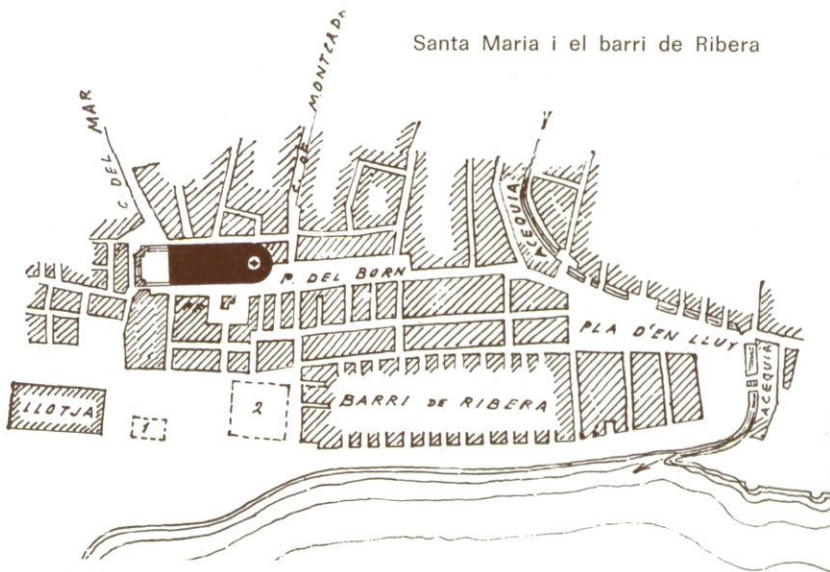 Santa Maria i el barri de Ribera
C. DEL MAR
C. DE MONTCADA
ACEQUIA
P. DEL BORN
PLA D'EN LLUY
ACEQUIA
LLOTJA
1
2
BARRI DE RIBERA